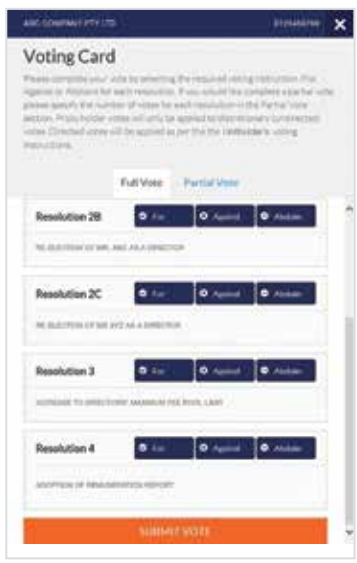 ABC COMPANY PTY LTD
Voting Card
Please complete your vote by selecting the required voting instruction (For,
Against or Abstain) for each resolution. If you would like complete a partial vote
please specify the number of votes for each resolution in the Partial Vote
section. Proxy holder votes will only be applied to discretionary (undirected)
votes. Directed votes will be applied as per the the unitholder's voting
instructions.
Full Vote Partial Vote
Resolution 2B For Against Abstain
RE-ELECTION OF MR. ABC AS A DIRECTOR
Resolution 2C For Against Abstain
RE-ELECTION OF MR XYZ AS A DIRECTOR
Resolution 3 For Against Abstain
INCREASE TO DIRECTORS' MAXIMUM FEE POOL LIMIT
Resolution 4 For Against Abstain
ADOPTION OF REMUNERATION REPORT
SUBMIT VOTE